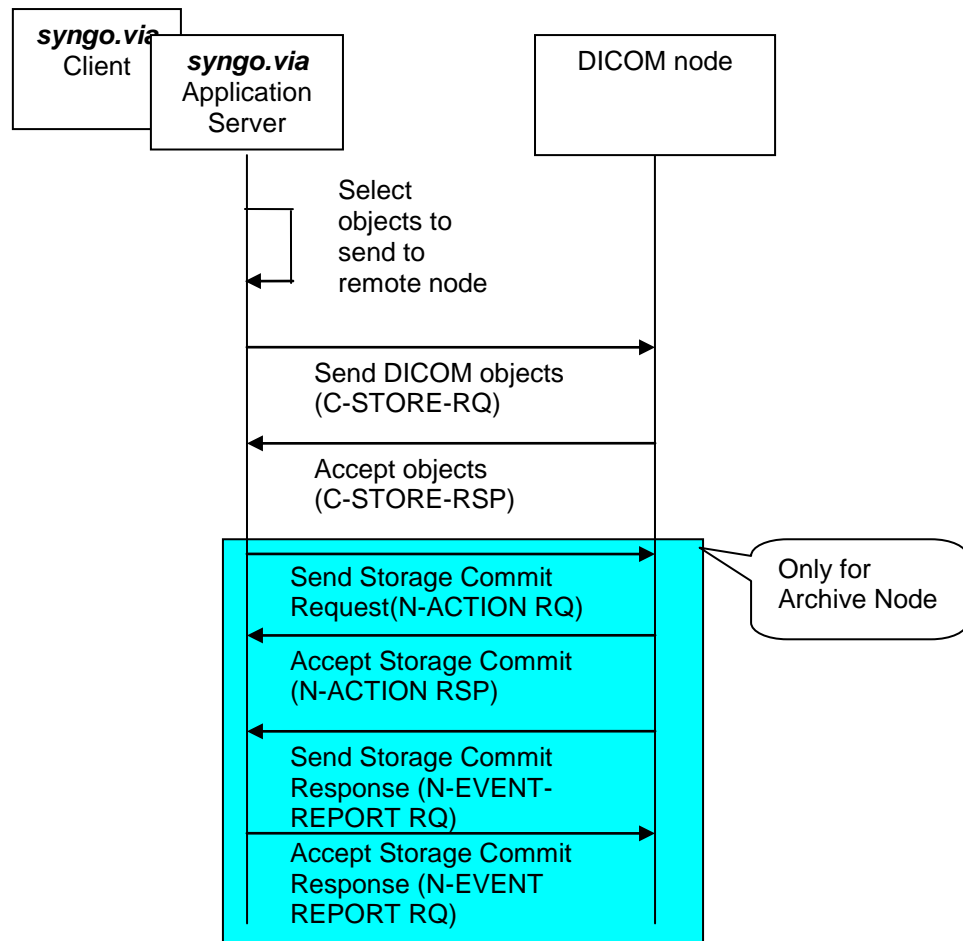 syngo.via
Client
syngo.via
Application
Server
DICOM node
Select
objects to
send to
remote node
Send DICOM objects
(C-STORE-RQ)
Accept objects
(C-STORE-RSP)
Only for
Archive Node
Send Storage Commit
Request(N-ACTION RQ)
Accept Storage Commit
(N-ACTION RSP)
Send Storage Commit
Response (N-EVENT-
REPORT RQ)
Accept Storage Commit
Response (N-EVENT
REPORT RQ)